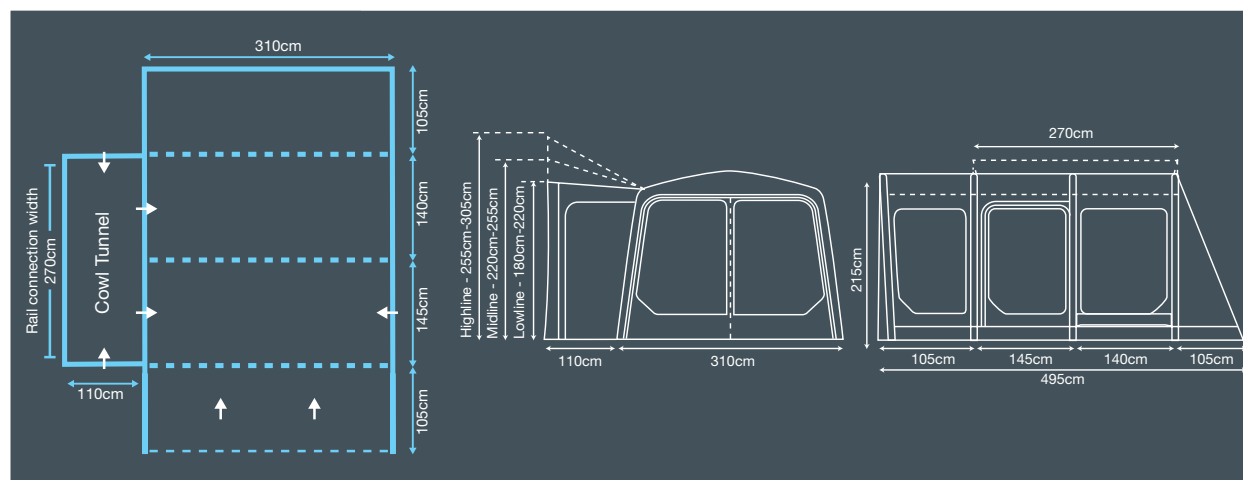 310cm
105cm
140cm
145cm
105cm
Rail connection width
270cm
Cowl Tunnel
110cm
Highline - 255cm-305cm
Midline - 220cm-255cm
Lowline - 180cm-220cm
110cm
310cm
270cm
215cm
105cm
145cm
140cm
105cm
495cm